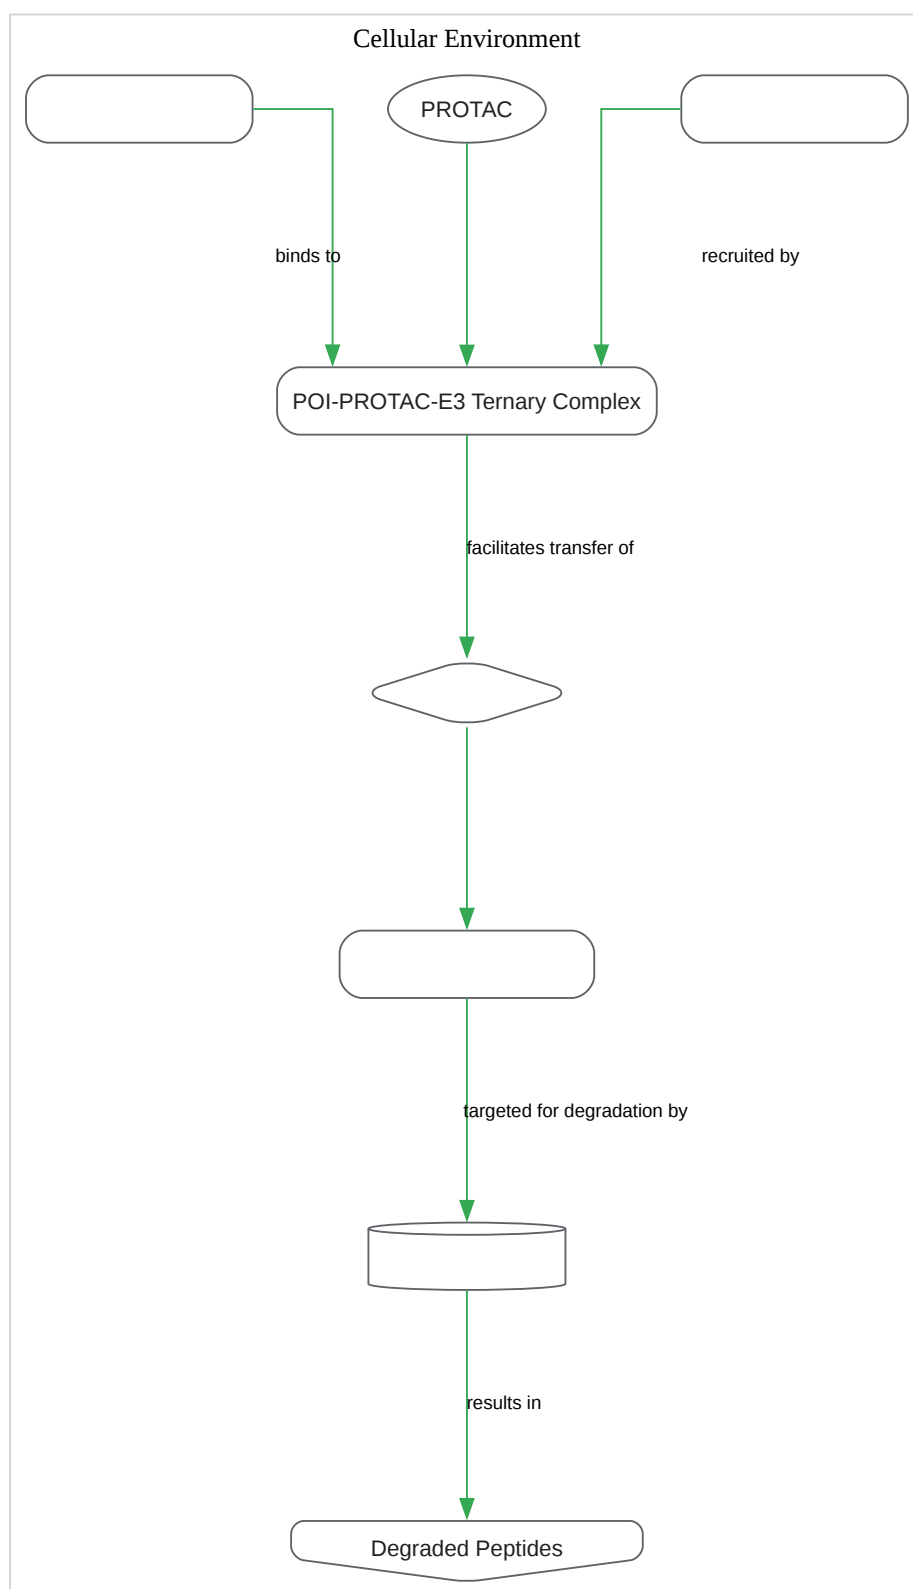 Cellular Environment
PROTAC
binds to
recruited by
POI-PROTAC-E3 Ternary Complex
facilitates transfer of
targeted for degradation by
results in
Degraded Peptides